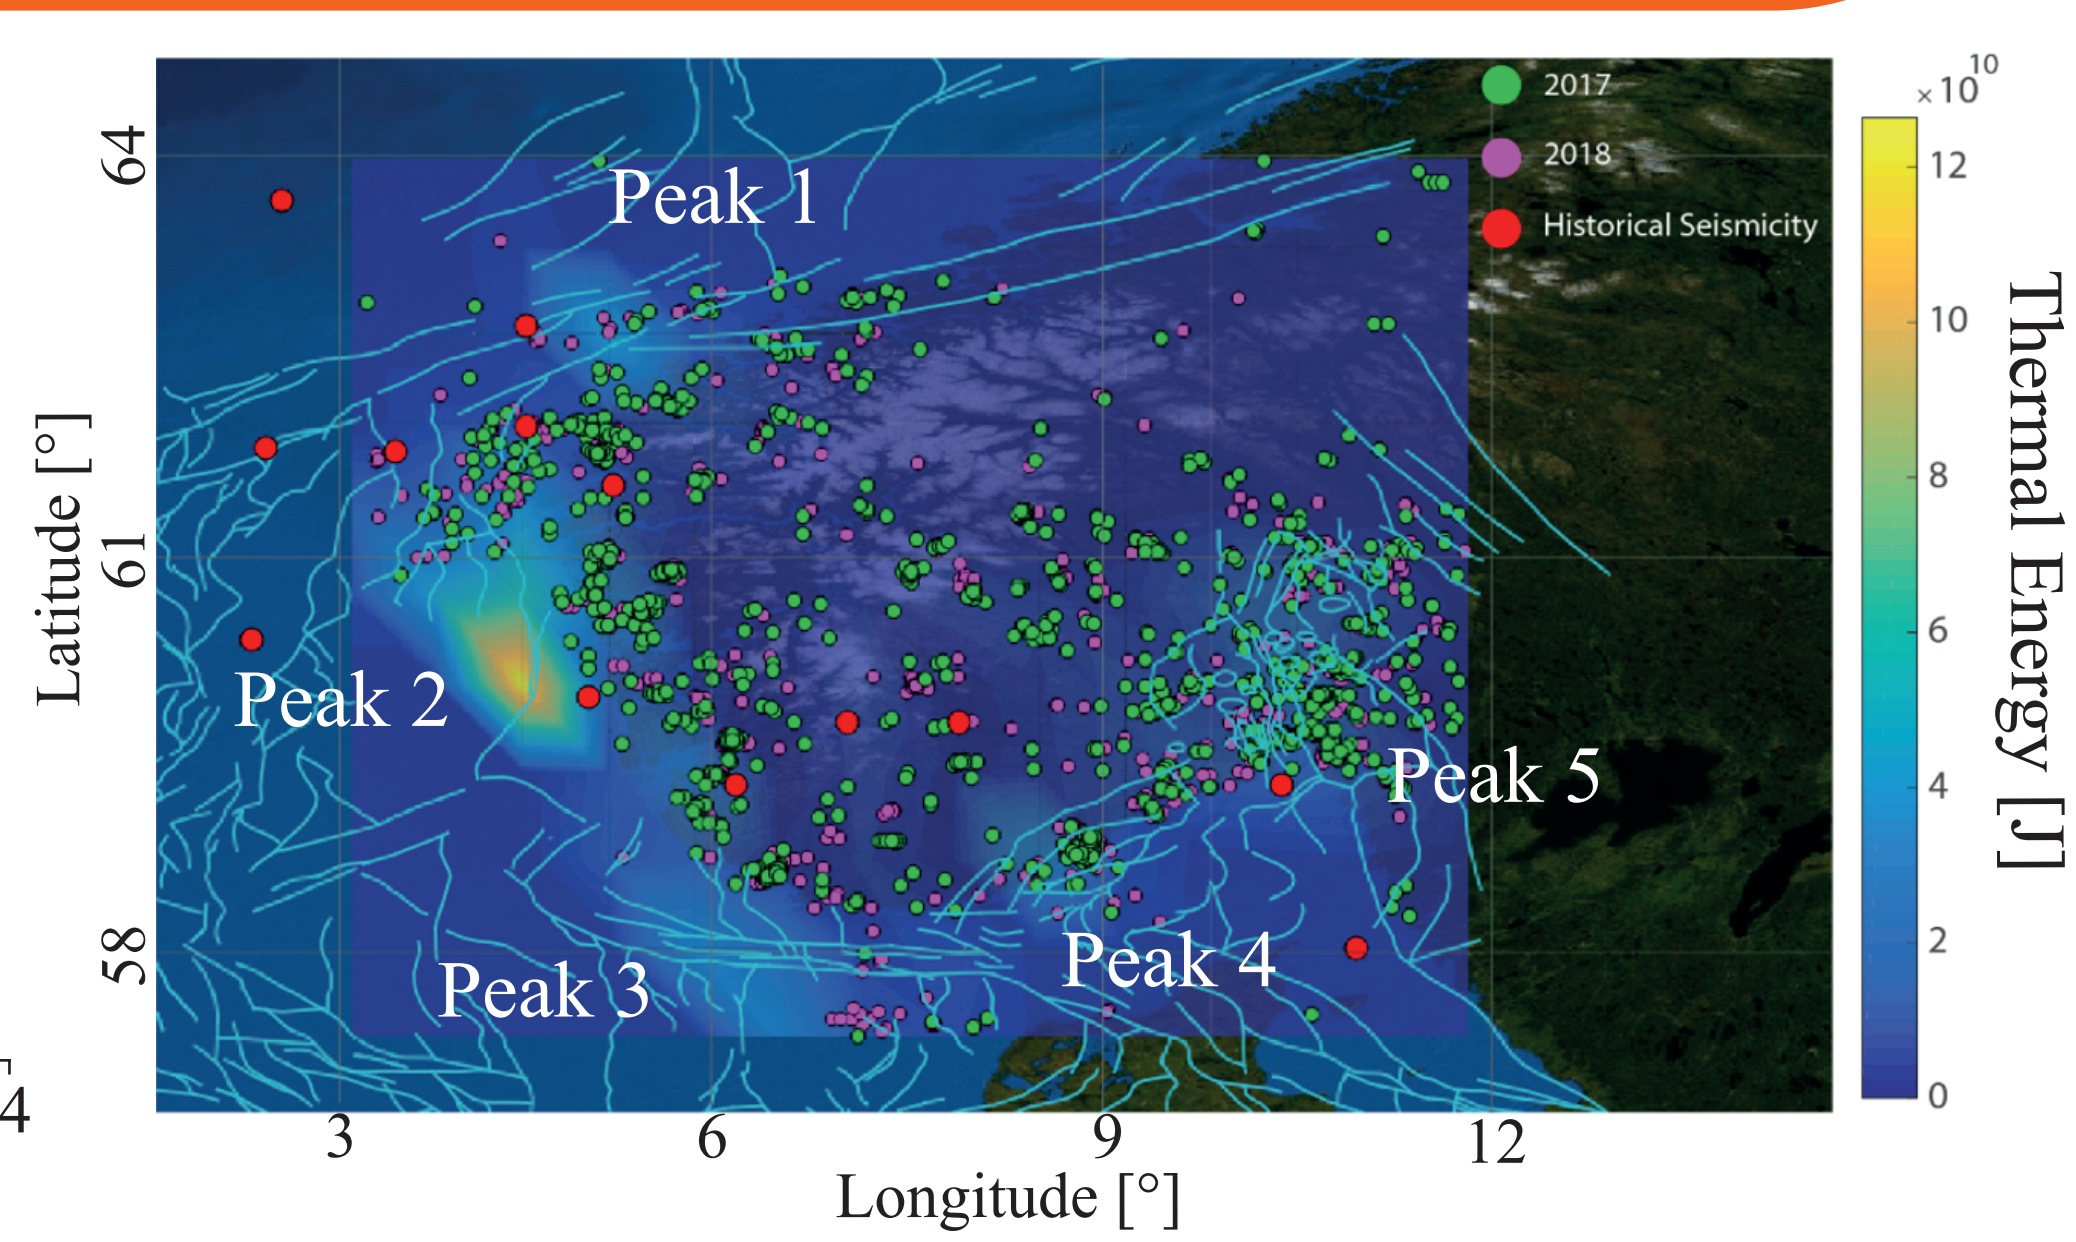 2017
2018
Historical Seismicity
Peak 1
Peak 2
Peak 3
Peak 4
Peak 5
64
61
58
Latitude [°]
3
6
9
12
Longitude [°]
× 10
10
12
10
8
6
4
2
0
Thermal Energy [J]
4